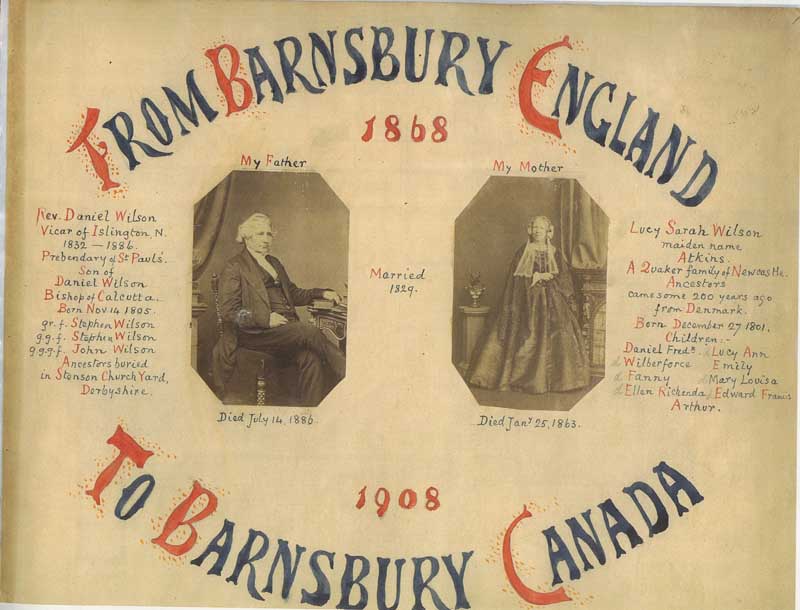 FROM BARNSBURY ENGLAND
1868
My Father
My Mother
Rev. Daniel Wilson
Vicar of Islington, N.
1832 — 1886.
Prebendary of St Pauls'.
Son of
Daniel Wilson
Bishop of Calcutta.
Born Nov. 14 1805.
gr. f. Stephen Wilson
g.g.f. Stephen Wilson
g.g.g.f. John Wilson
Ancestors buried
in Stenson Church Yard,
Derbyshire.
Married
1829.
Lucy Sarah Wilson
maiden name
Atkins.
A Quaker family of Newcastle.
Ancestors
came some 200 years ago
from Denmark.
Born December 27 1801.
Children:-
Daniel Fredk. Lucy Ann
Wilberforce Emily
Fanny Mary Louisa
Ellen Richenda Edward Francis
Arthur.
Died July 14, 1886
Died Jany 25, 1863.
1908
TO BARNSBURY CANADA